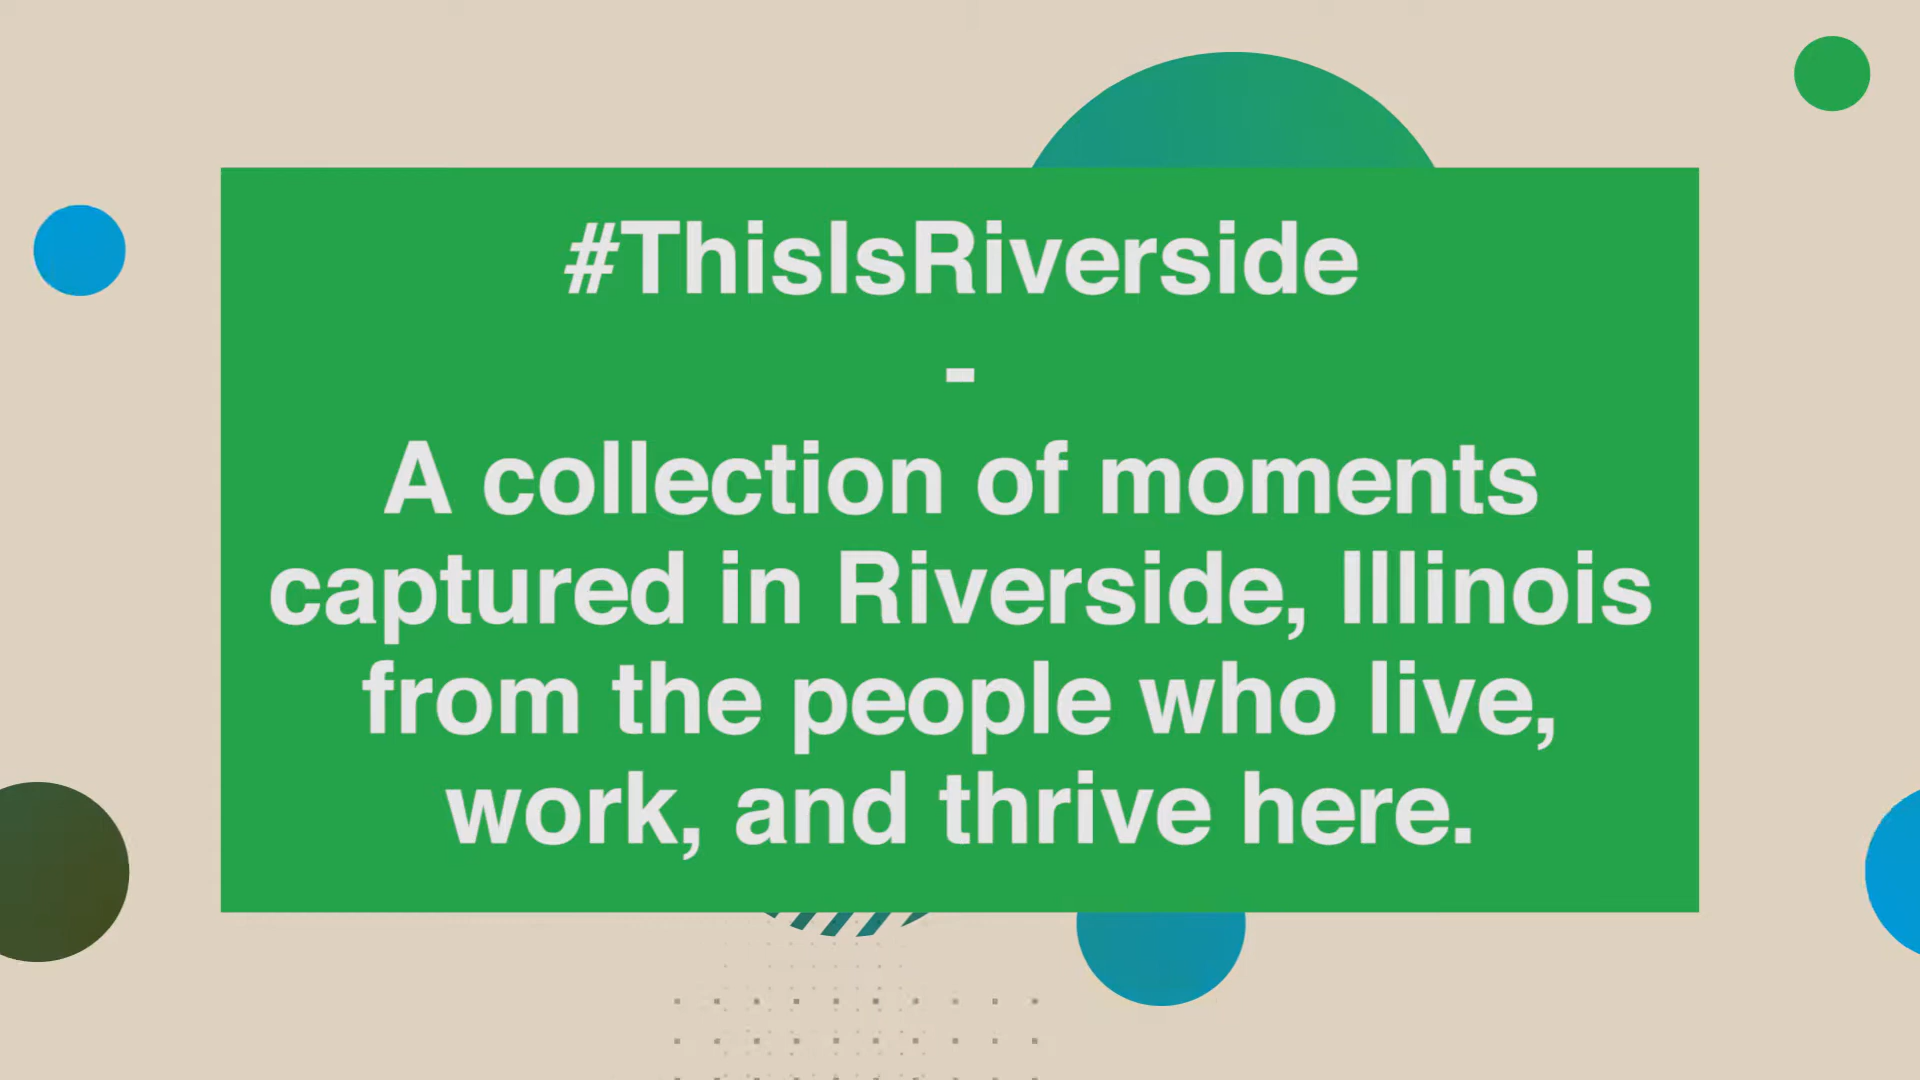 #ThisIsRiverside
-
A collection of moments
captured in Riverside, Illinois
from the people who live,
work, and thrive here.